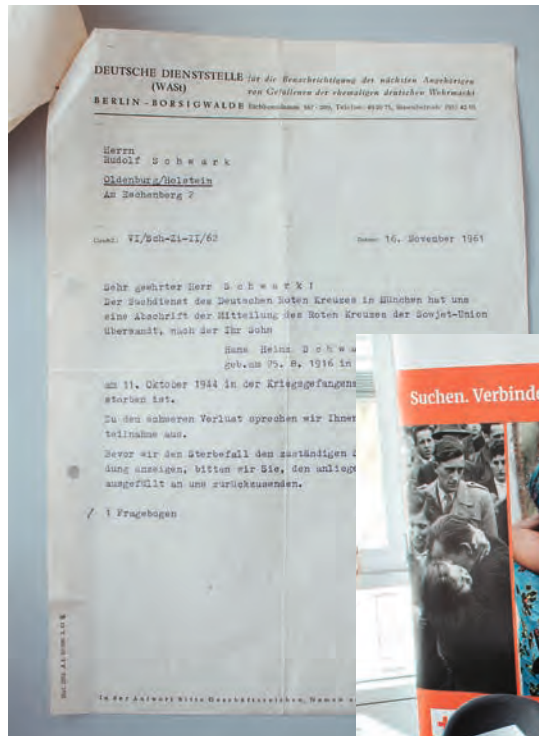 DEUTSCHE DIENSTSTELLE für die Benachrichtigung der nächsten Angehörigen
(WASt) von Gefallenen der ehemaligen deutschen Wehrmacht
BERLIN-BORSIGWALDE
Herrn
Rudolf Schwark
Oldenburg/Holstein
Am Eschenberg 2
VI/Sch-Zi-II/62
16. November 1961
Sehr geehrter Herr Schwark!
Der Suchdienst des Deutschen Roten Kreuzes in München hat uns
eine Abschrift der Mitteilung des Roten Kreuzes der Sowjet-Union
übersandt, nach der Ihr Sohn
Hans Heinz Schwa
geb.am 25. 8. 1916 in
am 11. Oktober 1944 in der Kriegsgefangens
storben ist.
Zu dem schweren Verlust sprechen wir Ihnen
teilnahme aus.
Bevor wir den Sterbefall den zuständigen
dung anzeigen, bitten wir Sie, den anliege
ausgefüllt an uns zurückzusenden.
/ 1 Fragebogen
In der Antwort bitte Geschäftszeichen, Namen
Suchen. Verbinde